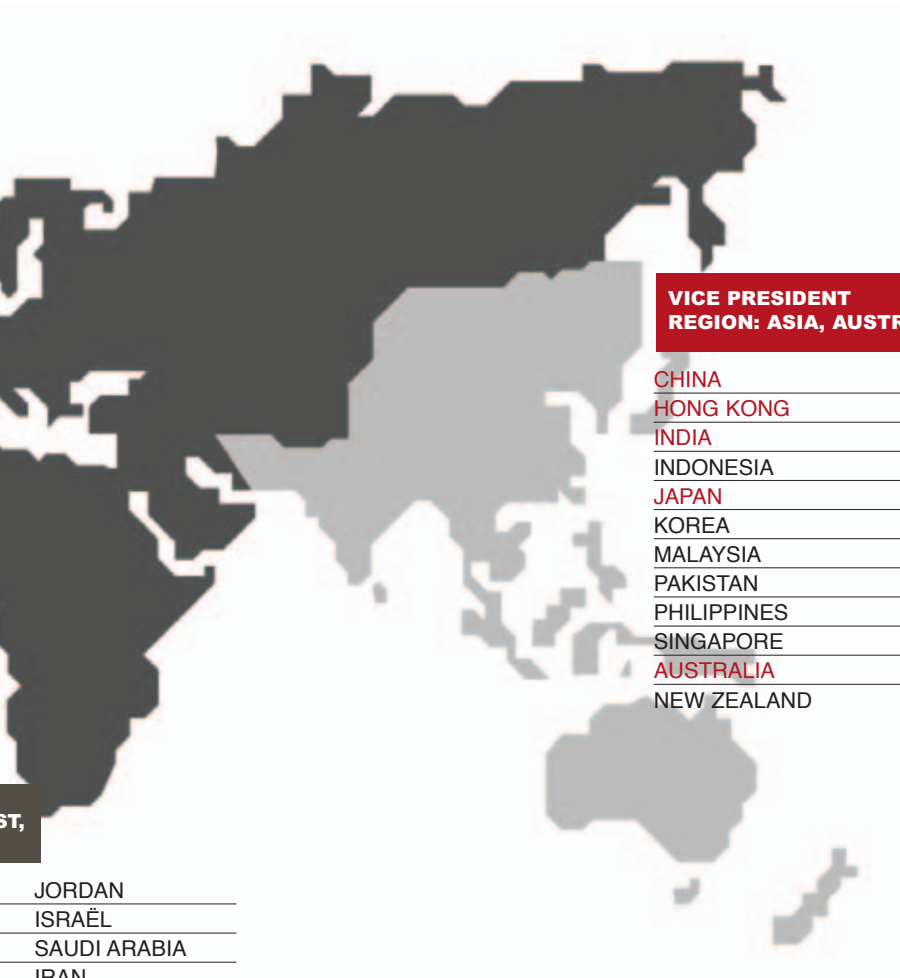 VICE PRESIDENT
REGION: ASIA, AUSTR
CHINA
HONG KONG
INDIA
INDONESIA
JAPAN
KOREA
MALAYSIA
PAKISTAN
PHILIPPINES
SINGAPORE
AUSTRALIA
NEW ZEALAND
ST,
JORDAN
ISRAËL
SAUDI ARABIA
IRAN